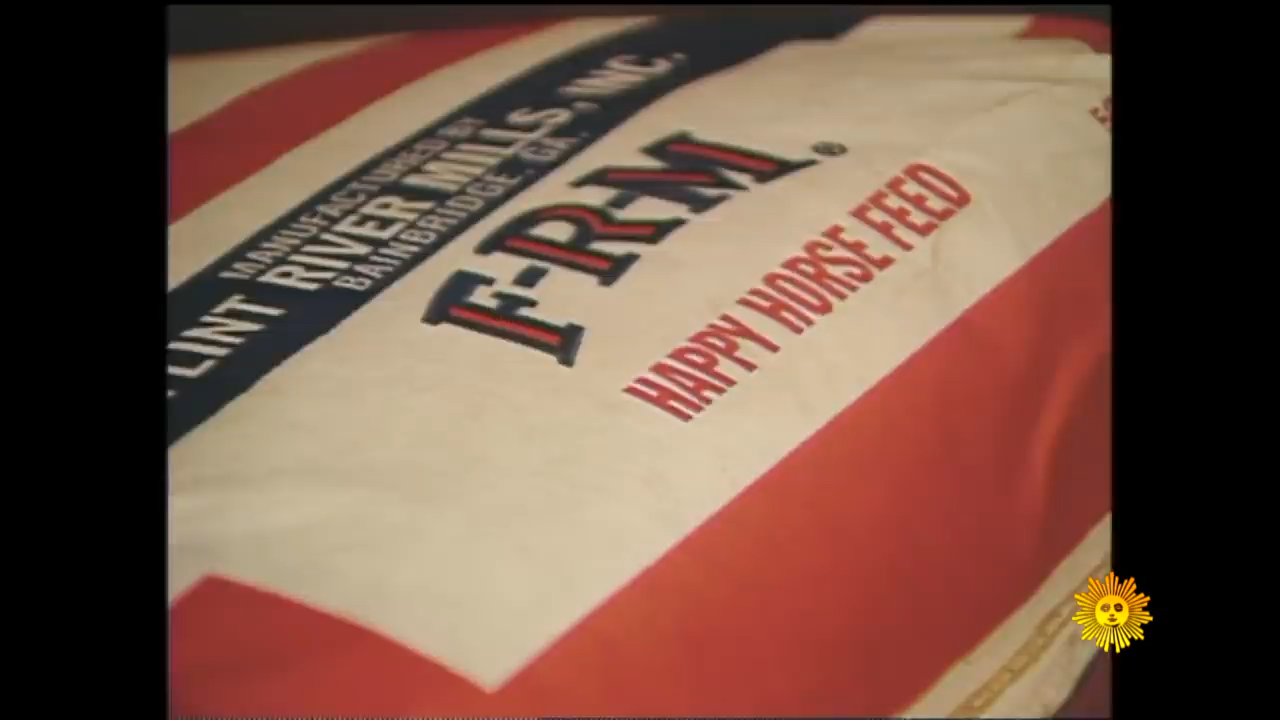 MANUFACTURED BY
FLINT RIVER MILLS, INC.
BAINBRIDGE, GA.
F-R-M®
HAPPY HORSE FEED